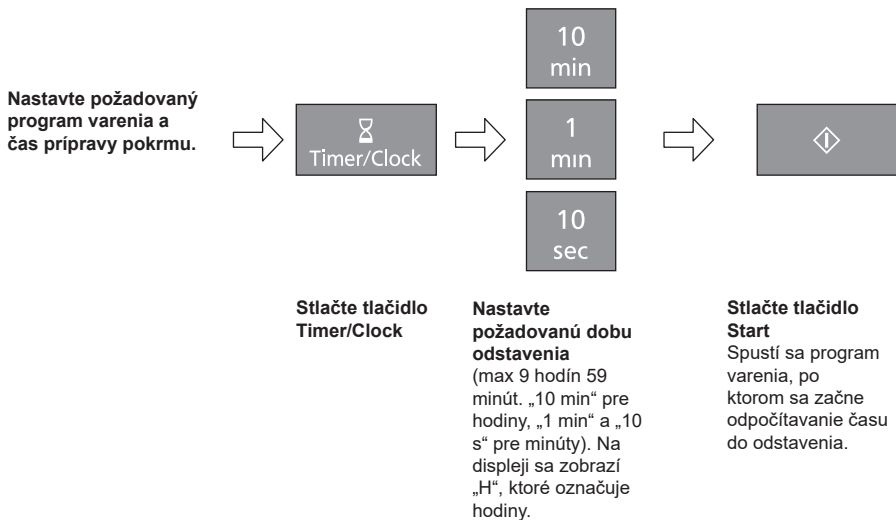 Nastavte požadovaný
program varenia a
čas prípravy pokrmu.
Timer/Clock
10
min
1
min
10
sec
Stlačte tlačidlo
Timer/Clock
Nastavte
požadovanú dobu
odstavenia
(max 9 hodín 59
minút. „10 min“ pre
hodiny, „1 min“ a „10
s“ pre minúty). Na
displeji sa zobrazí
„H“, ktoré označuje
hodiny.
Stlačte tlačidlo
Start
Spustí sa program
varenia, po
ktorom sa začne
odpočítavanie času
do odstavenia.